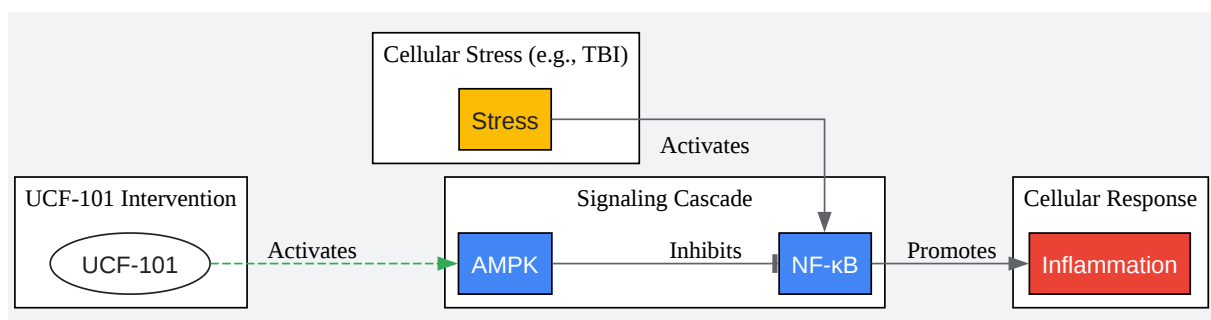 Cellular Stress (e.g., TBI)
Stress
Activates
UCF-101 Intervention
UCF-101
Activates
Signaling Cascade
AMPK
Inhibits
NF-κB
Promotes
Cellular Response
Inflammation